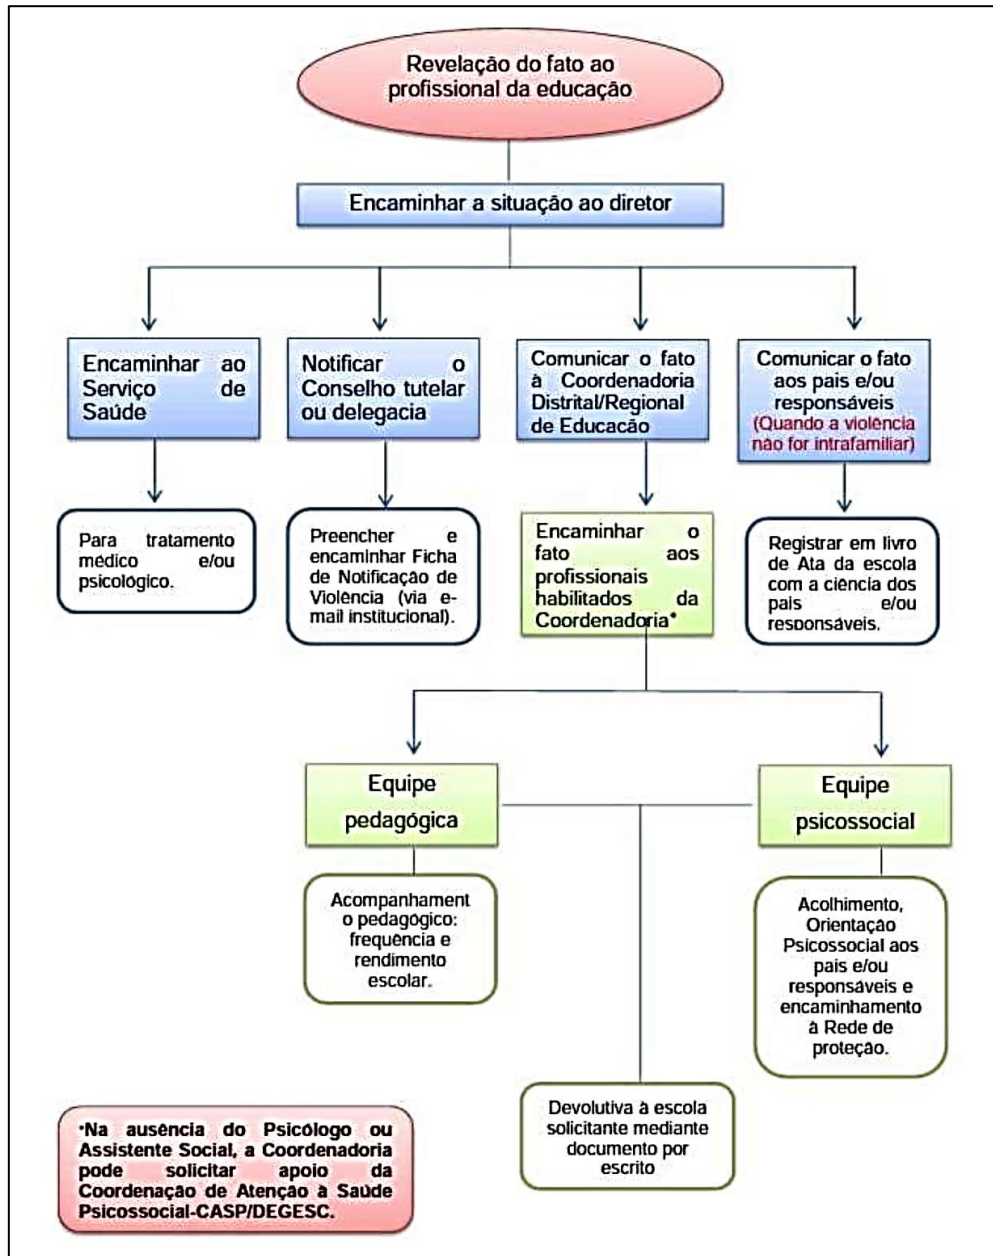 Revelação do fato ao
profissional da educação
Encaminhar a situação ao diretor
Encaminhar ao
Serviço de
Saúde
Notificar o
Conselho tutelar
ou delegacia
Comunicar o fato
à Coordenadoria
Distrital/Regional
de Educação
Comunicar o fato
aos pais e/ou
responsáveis
(Quando a violência
não for intrafamiliar)
Para tratamento
médico e/ou
psicológico.
Preencher e
encaminhar Ficha
de Notificação de
Violência (via e-
mail institucional).
Encaminhar o
fato aos
profissionais
habilitados da
Coordenadoria*
Registrar em livro
de Ata da escola
com a ciência dos
pais e/ou
responsáveis.
Equipe
pedagógica
Equipe
psicossocial
Acompanhament
o pedagógico:
frequência e
rendimento
escolar.
Acolhimento,
Orientação
Psicossocial aos
pais e/ou
responsáveis e
encaminhamento
à Rede de
proteção.
Devolutiva à escola
solicitante mediante
documento por
escrito
*Na ausência do Psicólogo ou
Assistente Social, a Coordenadoria
pode solicitar apoio da
Coordenação de Atenção à Saúde
Psicossocial-CASP/DEGESC.